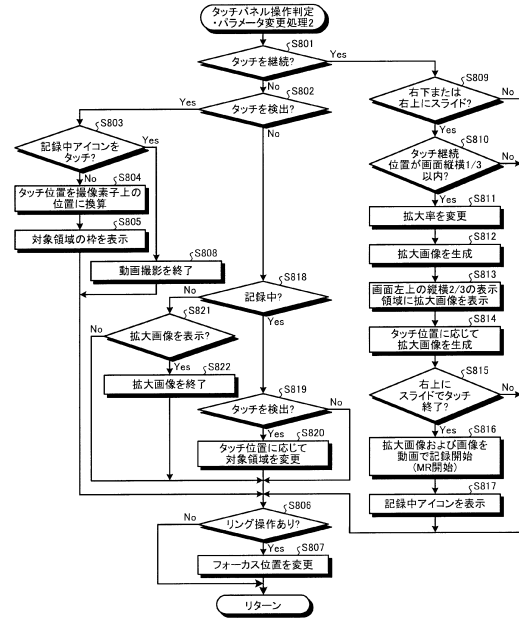 タッチパネル操作判定
・パラメータ変更処理2
S801
タッチを継続?
Yes
No
S802
タッチを検出?
Yes
No
S803
記録中アイコンを
タッチ?
Yes
No
S804
タッチ位置を撮像素子上の
位置に換算
S805
対象領域の枠を表示
S808
動画撮影を終了
S809
右下または
右上にスライド?
No
Yes
S810
タッチ継続
位置が画面縦横1/3
以内?
No
Yes
S811
拡大率を変更
S812
拡大画像を生成
S813
画面左上の縦横2/3の表示
領域に拡大画像を表示
S814
タッチ位置に応じて
拡大画像を生成
S815
右上に
スライドでタッチ
終了?
No
Yes
S816
拡大画像および画像を
動画で記録開始
(MR開始)
S817
記録中アイコンを表示
S818
記録中?
No
Yes
S821
拡大画像を表示?
No
Yes
S822
拡大画像を終了
S819
タッチを検出?
No
Yes
S820
タッチ位置に応じて
対象領域を変更
S806
リング操作あり?
No
Yes
S807
フォーカス位置を変更
リターン